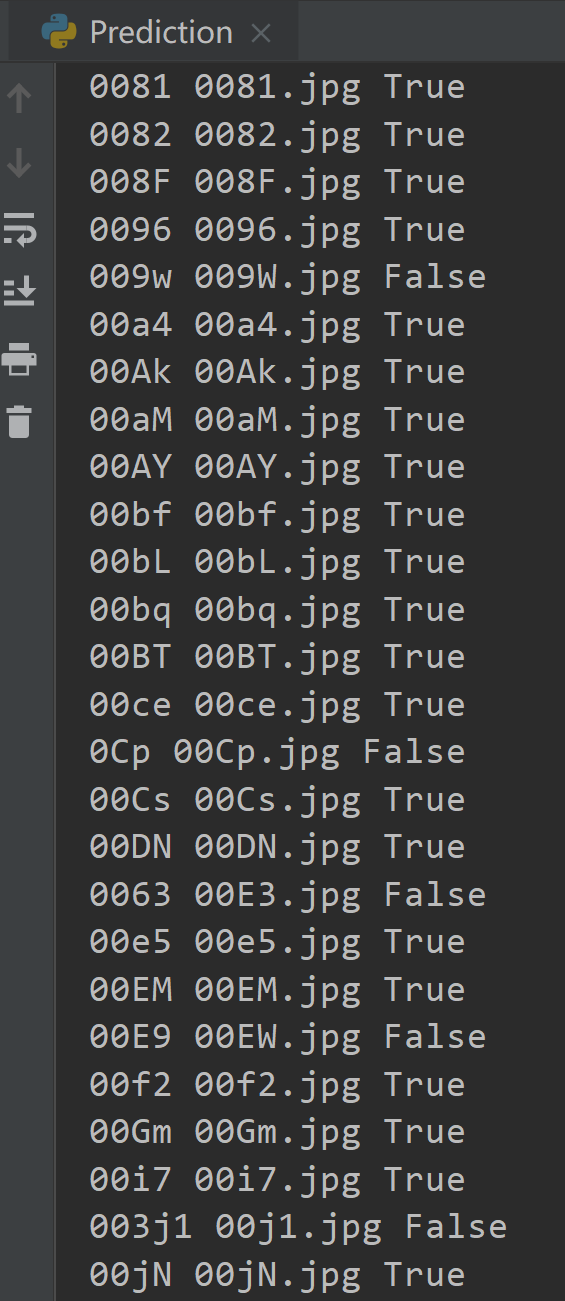 Prediction
0081 0081.jpg True
0082 0082.jpg True
008F 008F.jpg True
0096 0096.jpg True
009w 009W.jpg False
00a4 00a4.jpg True
00Ak 00Ak.jpg True
00aM 00aM.jpg True
00AY 00AY.jpg True
00bf 00bf.jpg True
00bL 00bL.jpg True
00bq 00bq.jpg True
00BT 00BT.jpg True
00ce 00ce.jpg True
0Cp 00Cp.jpg False
00Cs 00Cs.jpg True
00DN 00DN.jpg True
0063 00E3.jpg False
00e5 00e5.jpg True
00EM 00EM.jpg True
00E9 00EW.jpg False
00f2 00f2.jpg True
00Gm 00Gm.jpg True
00i7 00i7.jpg True
003j1 00j1.jpg False
00jN 00jN.jpg True